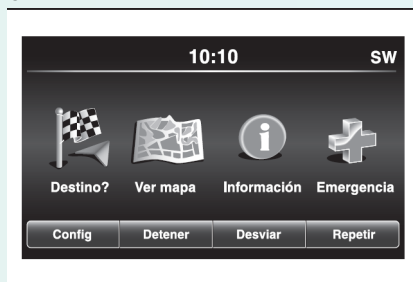 10:10 SW
Destino? Ver mapa Información Emergencia
Config Detener Desviar Repetir